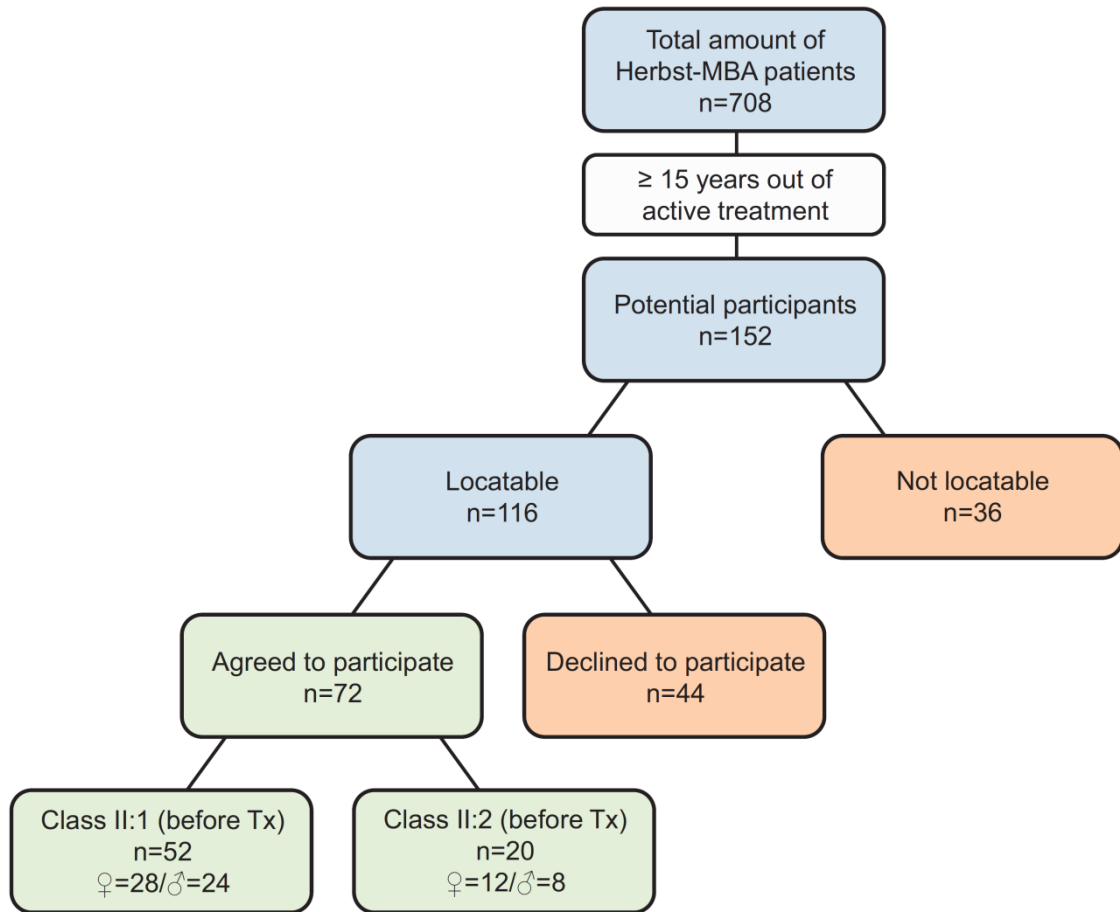 Total amount of
Herbst-MBA patients
n=708
≥ 15 years out of
active treatment
Potential participants
n=152
Locatable
n=116
Not locatable
n=36
Agreed to participate
n=72
Declined to participate
n=44
Class II:1 (before Tx)
n=52
♀=28/♂=24
Class II:2 (before Tx)
n=20
♀=12/♂=8